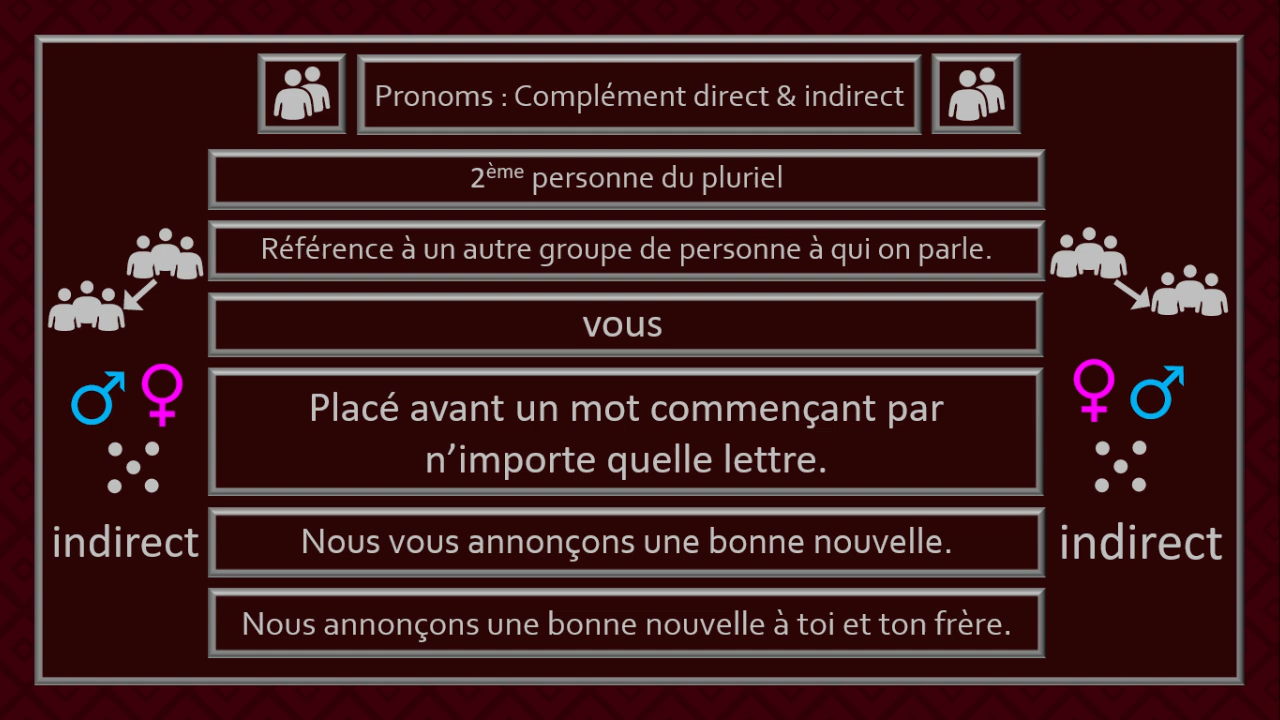 Pronoms : Complément direct & indirect
2ème personne du pluriel
Référence à un autre groupe de personne à qui on parle.
vous
Placé avant un mot commençant par
n’importe quelle lettre.
indirect
Nous vous annonçons une bonne nouvelle.
indirect
Nous annonçons une bonne nouvelle à toi et ton frère.